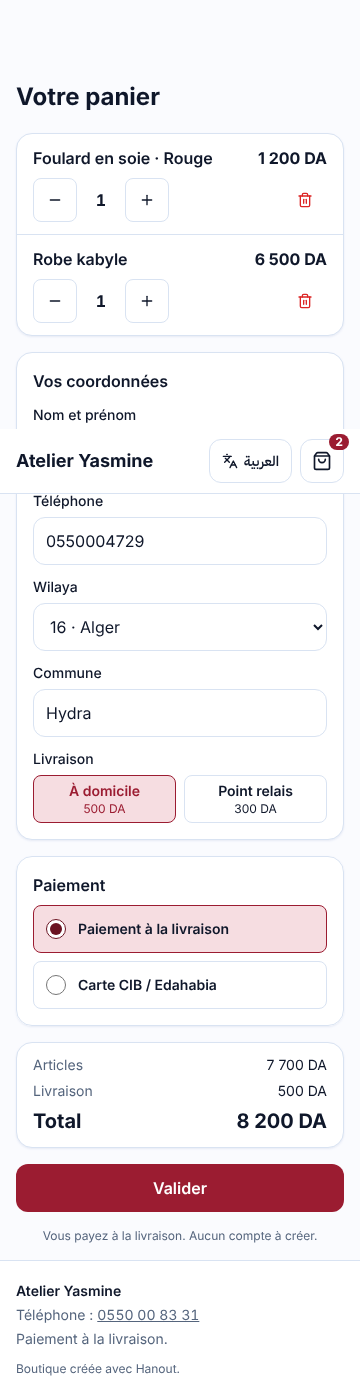 Votre panier
Foulard en soie · Rouge 1 200 DA
− 1 +
Robe kabyle 6 500 DA
− 1 +
Vos coordonnées
Nom et prénom
Atelier Yasmine العربية 2
Téléphone
0550004729
Wilaya
16 · Alger
Commune
Hydra
Livraison
À domicile Point relais
500 DA 300 DA
Paiement
Paiement à la livraison
Carte CIB / Edahabia
Articles 7 700 DA
Livraison 500 DA
Total 8 200 DA
Valider
Vous payez à la livraison. Aucun compte à créer.
Atelier Yasmine
Téléphone : 0550 00 83 31
Paiement à la livraison.
Boutique créée avec Hanout.